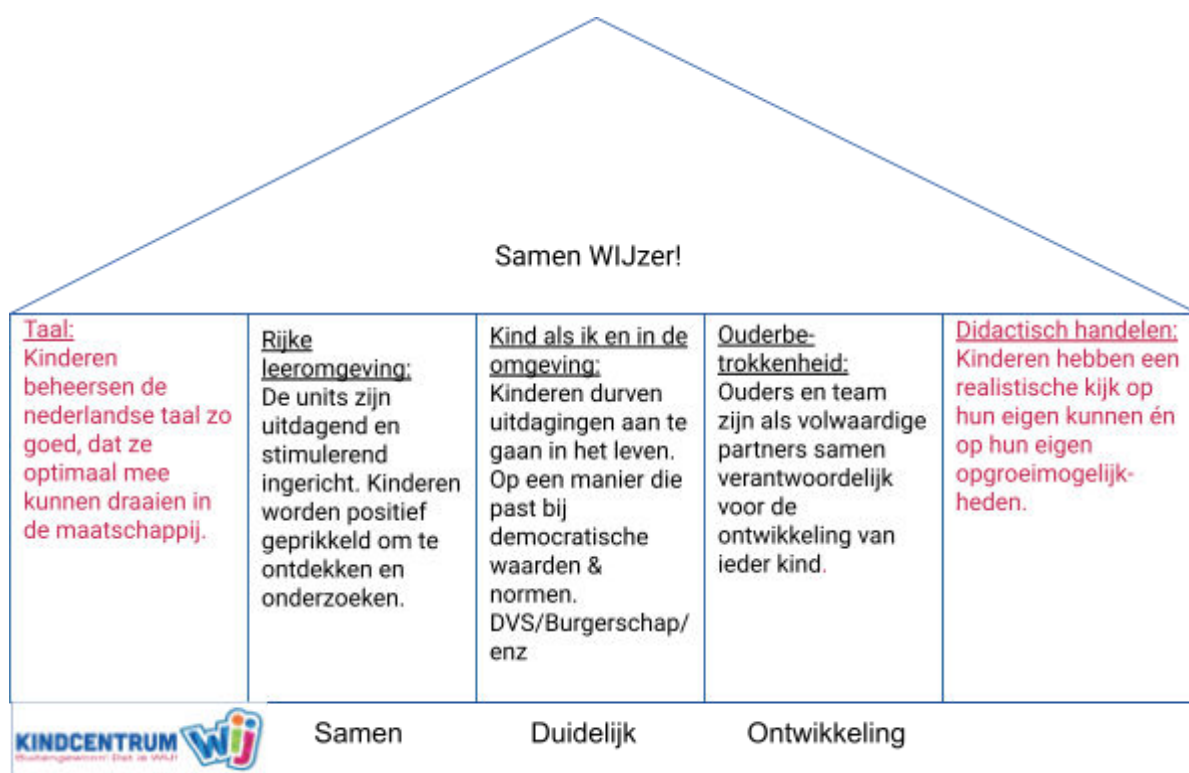 Samen WIJzer!
Taal:
Kinderen
beheersen de
nederlandse taal zo
goed, dat ze
optimaal mee
kunnen draaien in
de maatschappij.
Rijke
leeromgeving:
De units zijn
uitdagend en
stimulerend
ingericht. Kinderen
worden positief
geprikkeld om te
ontdekken en
onderzoeken.
Kind als ik en in de
omgeving:
Kinderen durven
uitdagingen aan te
gaan in het leven.
Op een manier die
past bij
democratische
waarden &
normen.
DVS/Burgerschap/
enz
Ouderbe-
trokkenheid:
Ouders en team
zijn als volwaardige
partners samen
verantwoordelijk
voor de
ontwikkeling van
ieder kind.
Didactisch handelen:
Kinderen hebben een
realistische kijk op
hun eigen kunnen én
op hun eigen
opgroeimogelijk-
heden.
KINDCENTRUM Wij
Buitengewoon! Dat is WIJ!
Samen
Duidelijk
Ontwikkeling